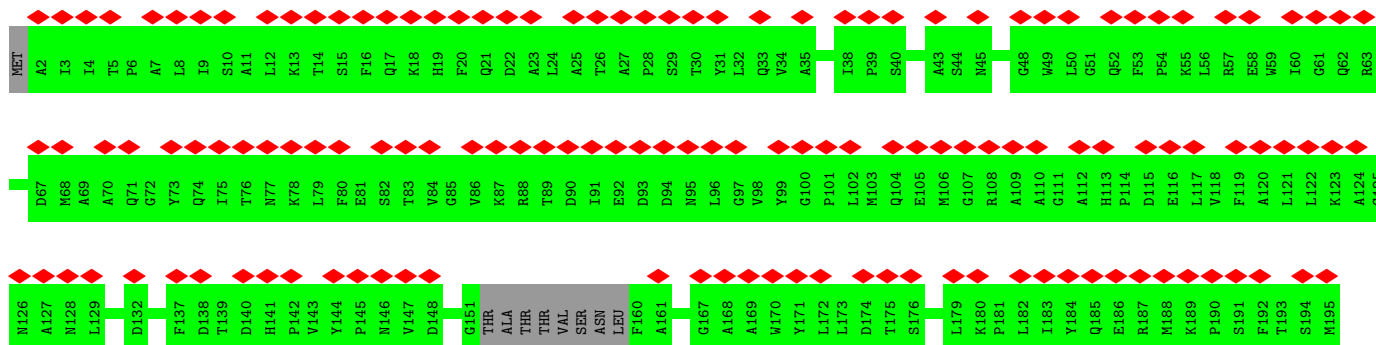 MET A2 I3 I4 T5 P6 A7 L8 I9 S10 A11 L12 K13 T14 S15 F16 Q17 K18 H19 F20 Q21 D22 A23 L24 A25 T26 A27 P28 S29 T30 Y31 L32 Q33 V34 A35 I38 P39 S40 A43 S44 N45 G48 W49 L50 G51 Q52 F53 P54 K55 L56 R57 E58 W59 I60 G61 Q62 R63
D67 M68 A69 A70 Q71 G72 Y73 Q74 I75 T76 N77 K78 L79 F80 E81 S82 T83 V84 G85 V86 K87 R88 T89 D90 I91 E92 D93 D94 N95 L96 G97 V98 Y99 G100 P101 L102 M103 Q104 E105 M106 G107 R108 A109 A110 G111 A112 H113 P114 D115 E116 L117 V118 F119 A120 L121 L122 K123 A124
N126 A127 N128 L129 D132 F137 D138 T139 D140 H141 P142 V143 Y144 P145 N146 V147 D148 G151 THR ALA THR THR VAL SER ASN LEU F160 A161 G167 A168 A169 W170 Y171 L172 L173 D174 T175 S176 L179 K180 P181 L182 I183 Y184 Q185 E186 R187 M188 K189 P190 S191 F192 T193 S194 M195